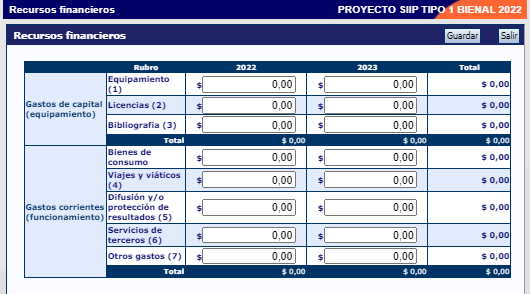 Recursos financieros PROYECTO SIIP TIPO 1 BIENAL 2022
Recursos financieros Guardar Salir
Rubro 2022 2023 Total
Gastos de capital (equipamiento)
Equipamiento (1) $ 0,00 $ 0,00 $ 0,00
Licencias (2) $ 0,00 $ 0,00 $ 0,00
Bibliografía (3) $ 0,00 $ 0,00 $ 0,00
Total $ 0,00 $ 0,00 $ 0,00
Gastos corrientes (funcionamiento)
Bienes de consumo $ 0,00 $ 0,00 $ 0,00
Viajes y viáticos (4) $ 0,00 $ 0,00 $ 0,00
Difusión y/o protección de resultados (5) $ 0,00 $ 0,00 $ 0,00
Servicios de terceros (6) $ 0,00 $ 0,00 $ 0,00
Otros gastos (7) $ 0,00 $ 0,00 $ 0,00
Total $ 0,00 $ 0,00 $ 0,00